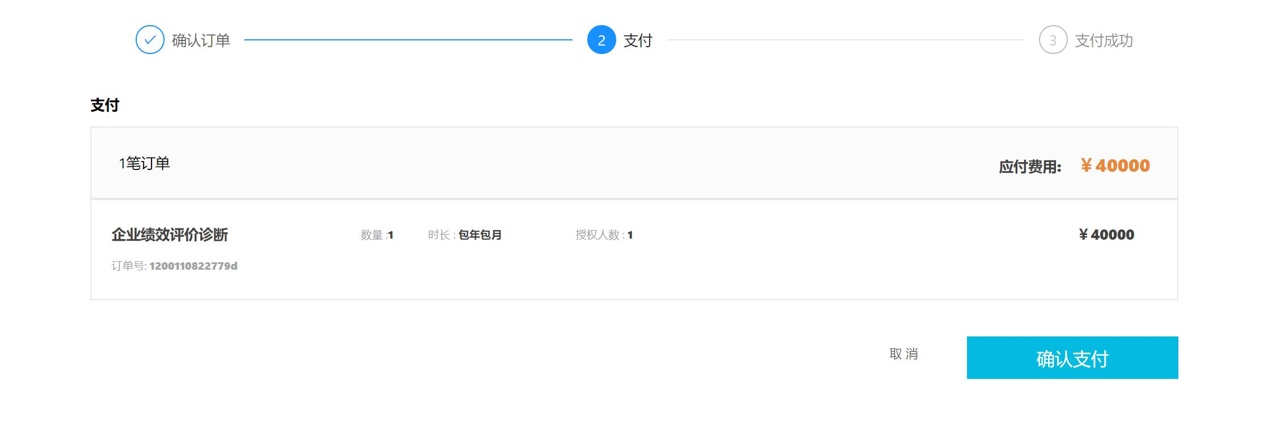 确认订单 2 支付 3 支付成功
支付
1笔订单 应付费用: ￥40000
企业绩效评价诊断 数量 :1 时长 : 包年包月 授权人数 : 1 ￥40000
订单号: 1200110822779d
取 消 确认支付